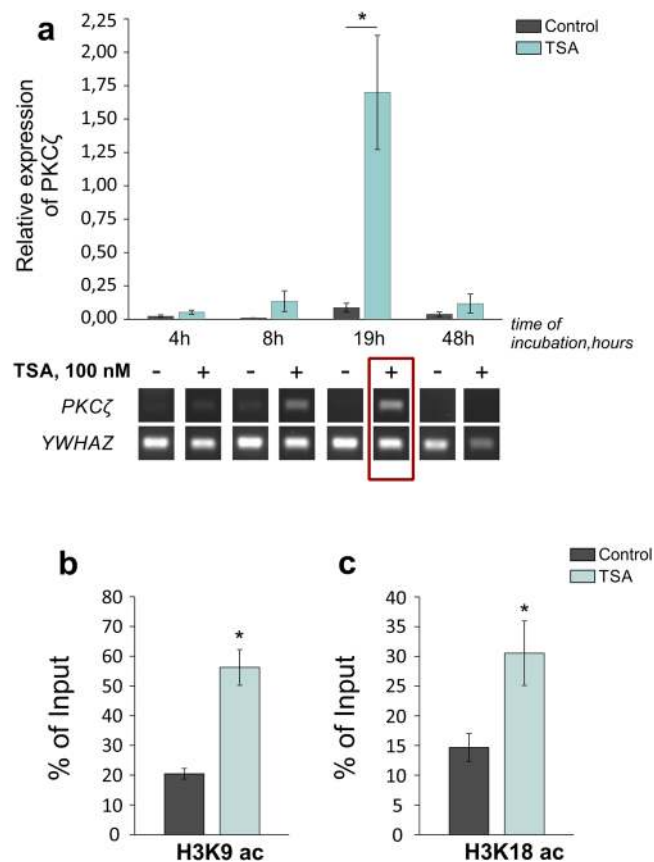 a
Control
TSA
*
Relative expression
of PKCζ
2,25
2,00
1,75
1,50
1,25
1,00
0,75
0,50
0,25
0,00
4h 8h 19h 48h
time of
incubation,hours
TSA, 100 nM - + - + - + - +
PKCζ
YWHAZ
b
% of Input
80
70
60
50
40
30
20
10
0
*
H3K9 ac
c
Control
TSA
% of Input
40
35
30
25
20
15
10
5
0
*
H3K18 ac